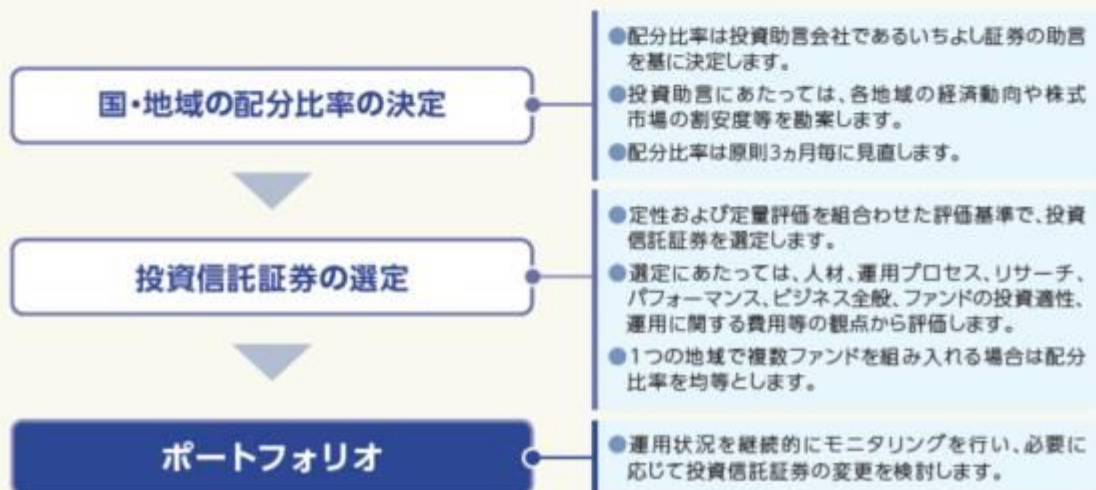 国・地域の配分比率の決定
●配分比率は投資助言会社であるいちよし証券の助言
を基に決定します。
●投資助言にあたっては、各地域の経済動向や株式
市場の割安度等を勘案します。
●配分比率は原則3ヵ月毎に見直します。
投資信託証券の選定
●定性および定量評価を組合わせた評価基準で、投資
信託証券を選定します。
●選定にあたっては、人材、運用プロセス、リサーチ、
パフォーマンス、ビジネス全般、ファンドの投資適性、
運用に関する費用等の観点から評価します。
●1つの地域で複数ファンドを組み入れる場合は配分
比率を均等とします。
ポートフォリオ
●運用状況を継続的にモニタリングを行い、必要に
応じて投資信託証券の変更を検討します。